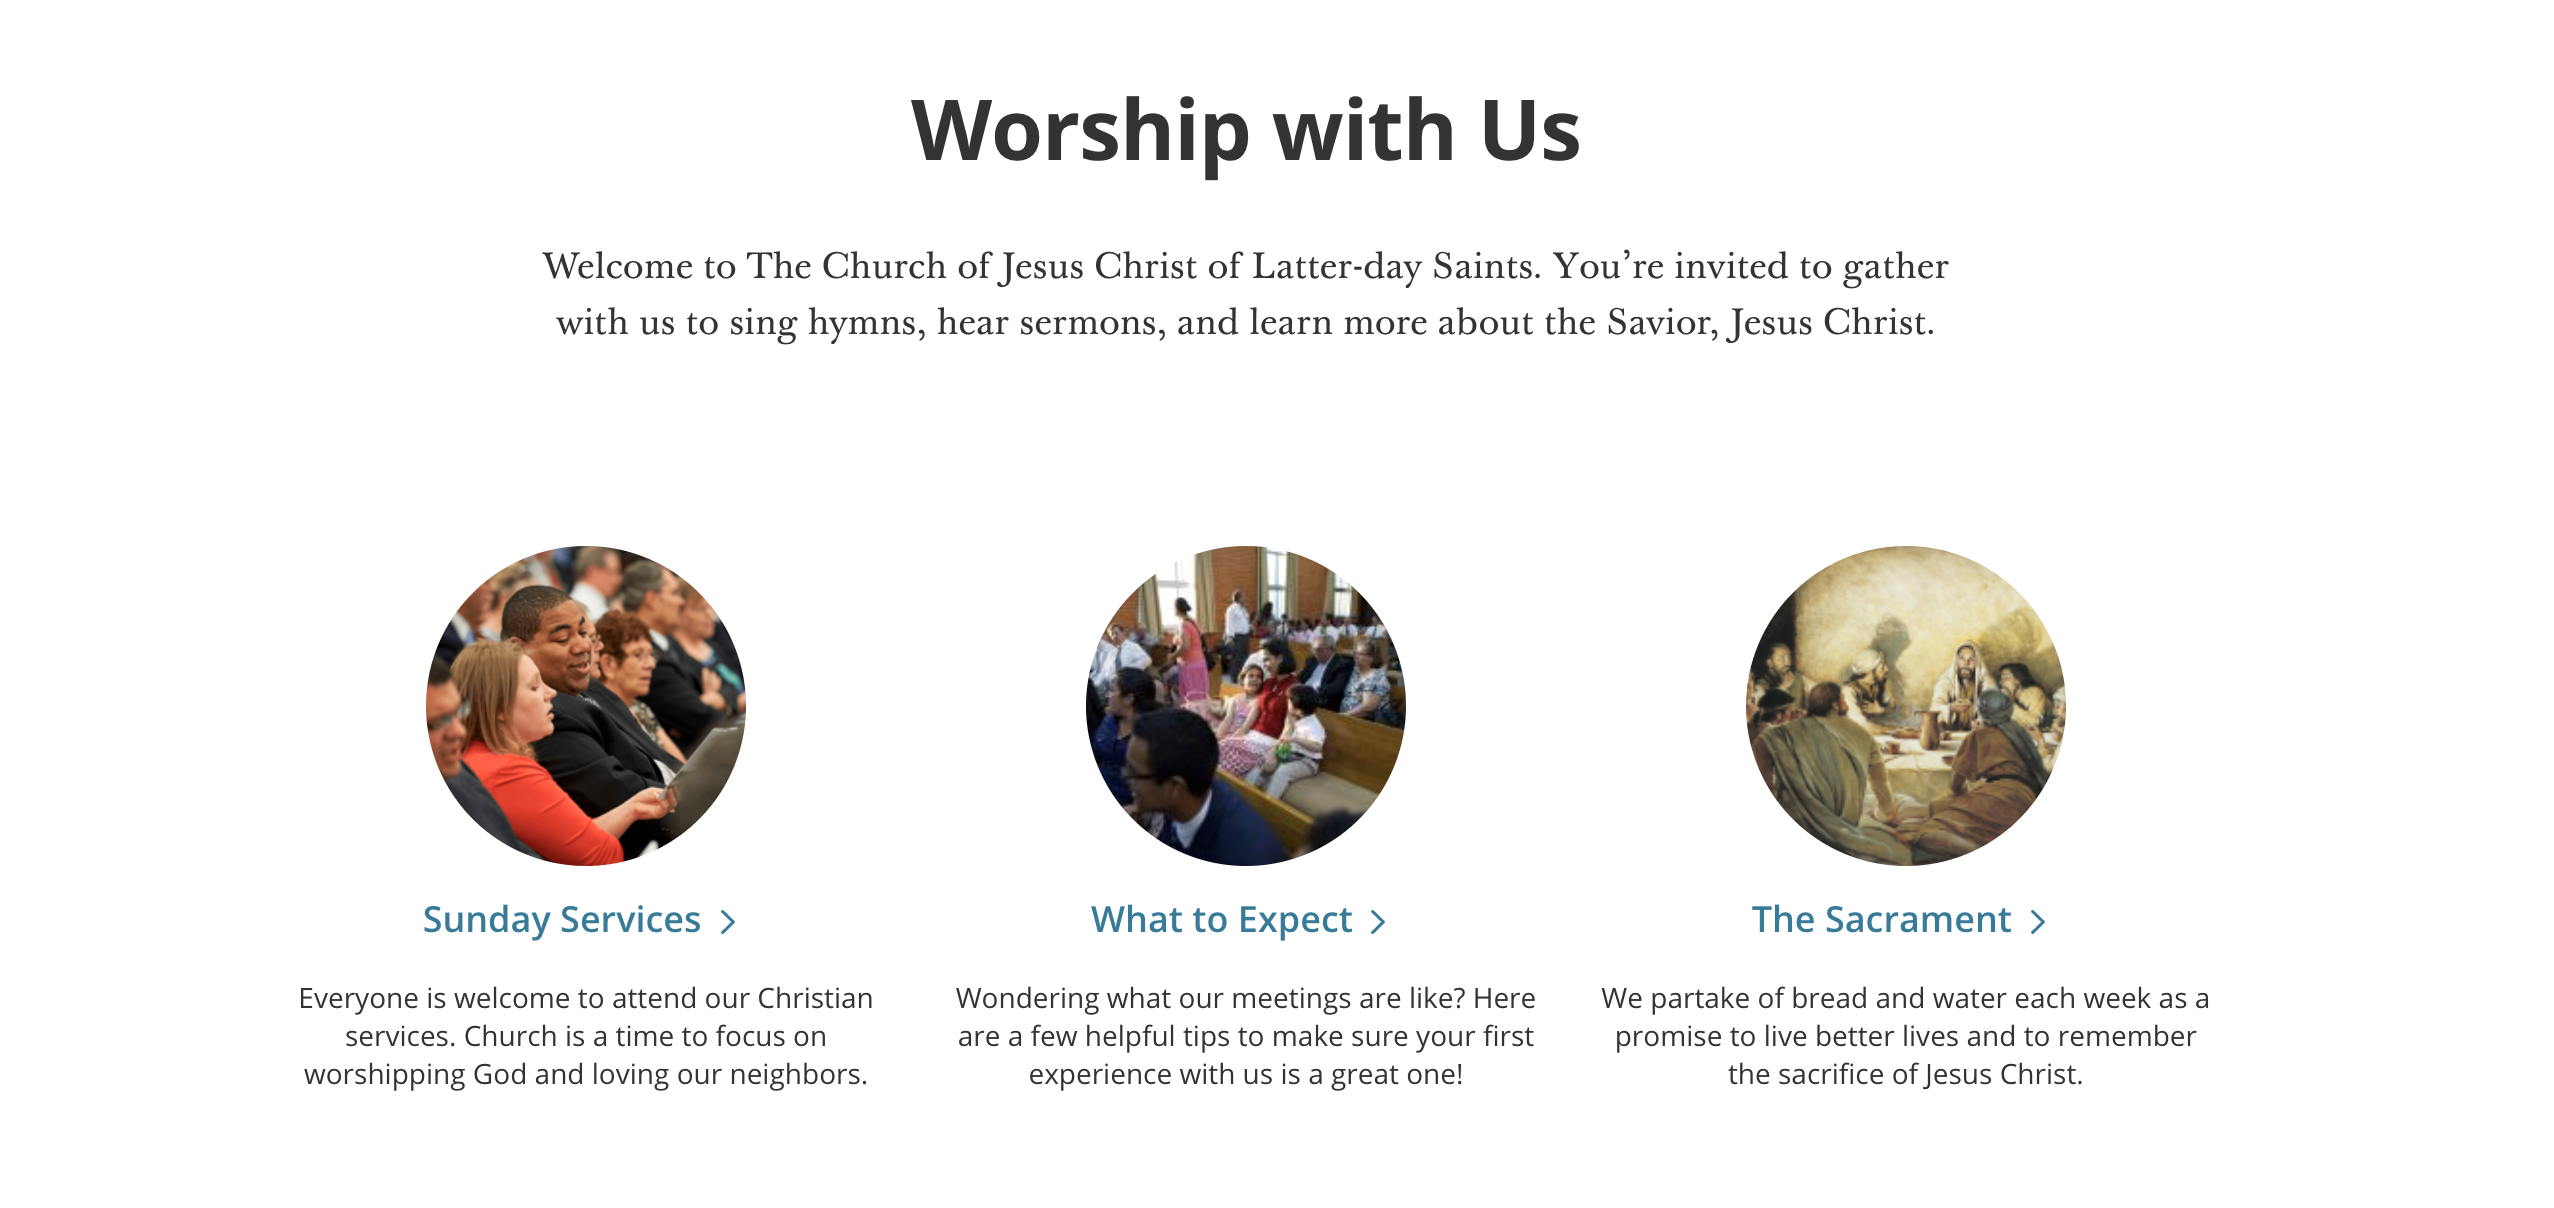 Worship with Us
Welcome to The Church of Jesus Christ of Latter-day Saints. You’re invited to gather
with us to sing hymns, hear sermons, and learn more about the Savior, Jesus Christ.
Sunday Services
Everyone is welcome to attend our Christian
services. Church is a time to focus on
worshipping God and loving our neighbors.
What to Expect
Wondering what our meetings are like? Here
are a few helpful tips to make sure your first
experience with us is a great one!
The Sacrament
We partake of bread and water each week as a
promise to live better lives and to remember
the sacrifice of Jesus Christ.